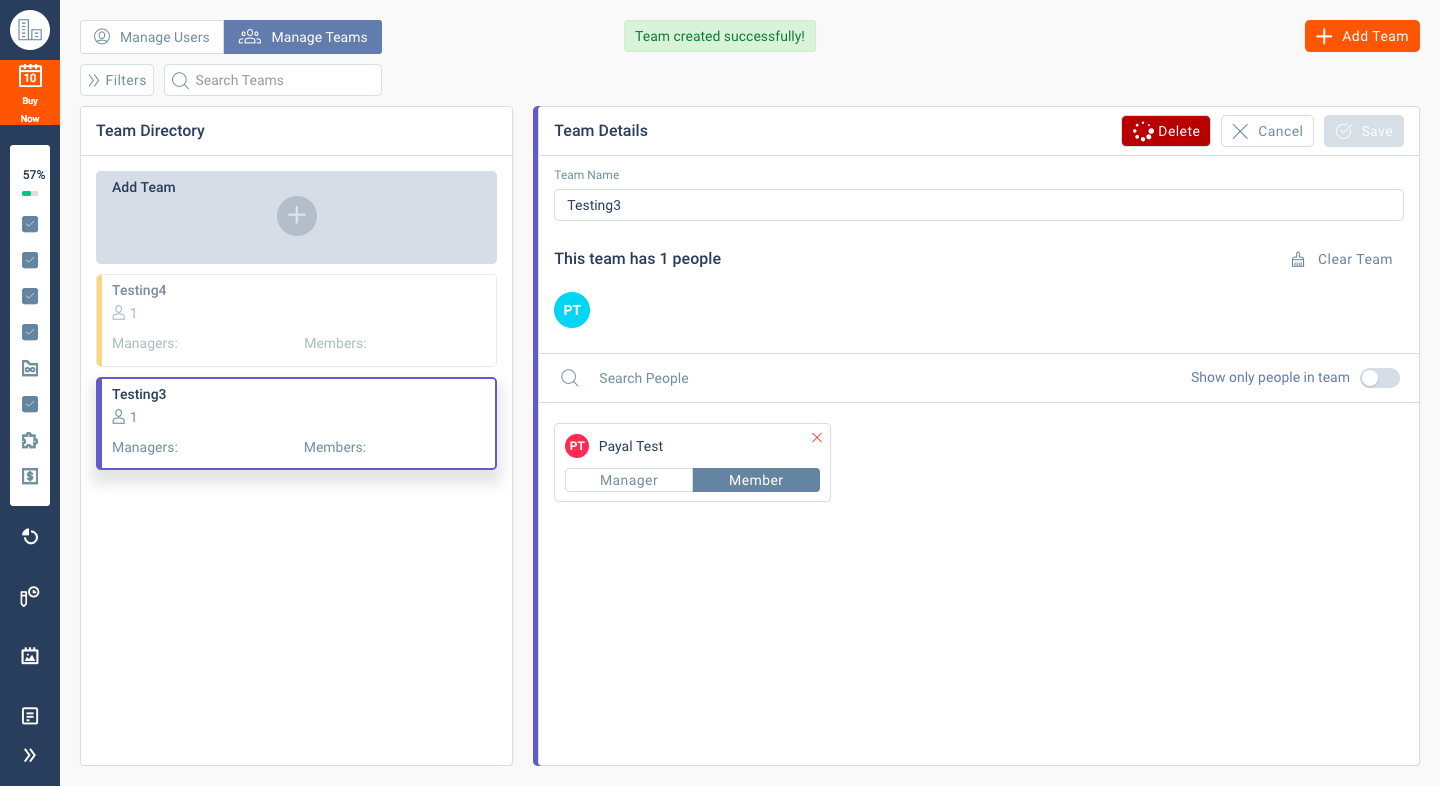 10
Buy
Now
57%
Manage Users
Manage Teams
Team created successfully!
Add Team
Filters
Search Teams
Team Directory
Add Team
Testing4
1
Managers:
Members:
Testing3
1
Managers:
Members:
Team Details
Delete
Cancel
Save
Team Name
Testing3
This team has 1 people
Clear Team
PT
Search People
Show only people in team
PT
Payal Test
Manager
Member